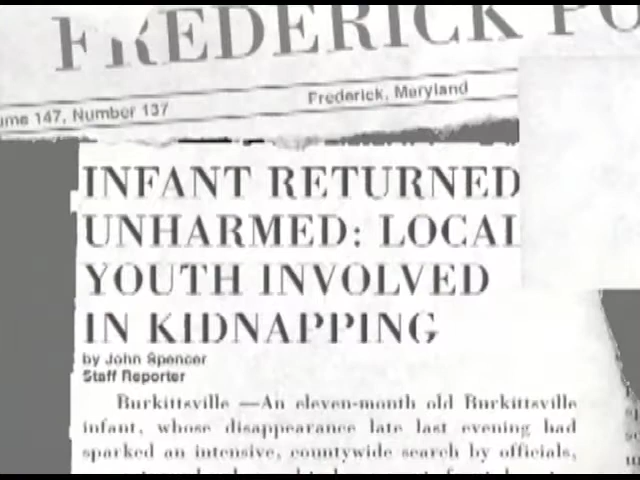 FREDERICK PO
ume 147, Number 137
Frederick, Maryland
INFANT RETURNED
UNHARMED: LOCAL
YOUTH INVOLVED
IN KIDNAPPING
by John Spencer
Staff Reporter
Burkittsville —An eleven-month old Burkittsville
infant, whose disappearance late last evening had
sparked an intensive, countywide search by officials,